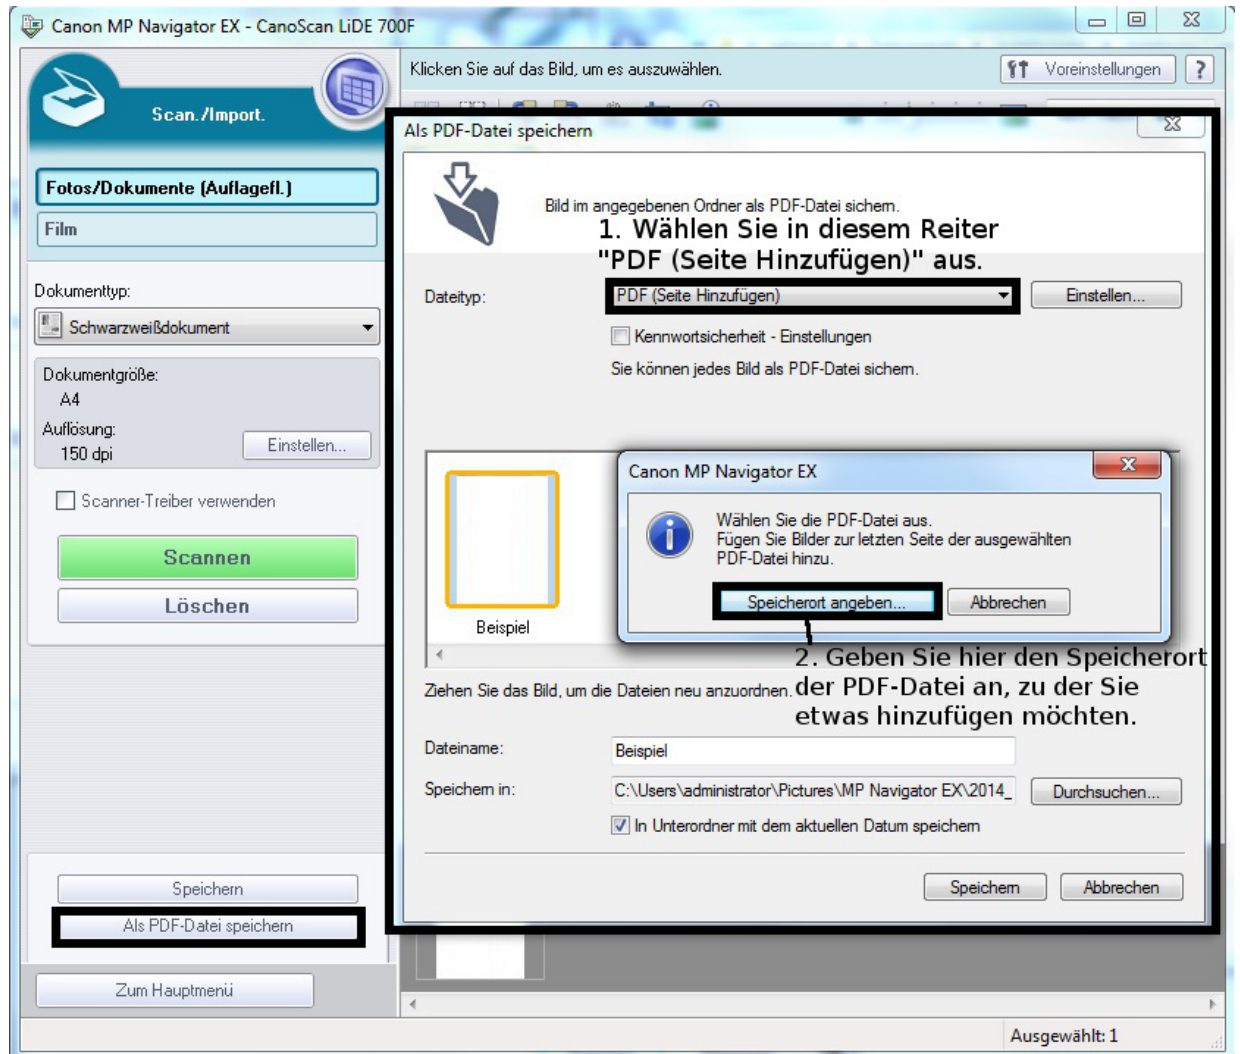 Canon MP Navigator EX - CanoScan LiDE 700F
Klicken Sie auf das Bild, um es auszuwählen.
Voreinstellungen
?
Scan./Import.
Fotos/Dokumente (Auflagefl.)
Film
Dokumenttyp:
Schwarzweißdokument
Dokumentgröße:
A4
Auflösung:
150 dpi
Einstellen...
Scanner-Treiber verwenden
Scannen
Löschen
Speichern
Als PDF-Datei speichern
Zum Hauptmenü
Als PDF-Datei speichern
Bild im angegebenen Ordner als PDF-Datei sichern.
1. Wählen Sie in diesem Reiter
"PDF (Seite Hinzufügen)" aus.
Dateityp:
PDF (Seite Hinzufügen)
Einstellen...
Kennwortsicherheit - Einstellungen
Sie können jedes Bild als PDF-Datei sichern.
Beispiel
Canon MP Navigator EX
Wählen Sie die PDF-Datei aus.
Fügen Sie Bilder zur letzten Seite der ausgewählten
PDF-Datei hinzu.
Speicherort angeben...
Abbrechen
2. Geben Sie hier den Speicherort
der PDF-Datei an, zu der Sie
etwas hinzufügen möchten.
Ziehen Sie das Bild, um die Dateien neu anzuordnen.
Dateiname:
Beispiel
Speichern in:
C:\Users\administrator\Pictures\MP Navigator EX\2014_
Durchsuchen...
In Unterordner mit dem aktuellen Datum speichern
Speichern
Abbrechen
Ausgewählt: 1